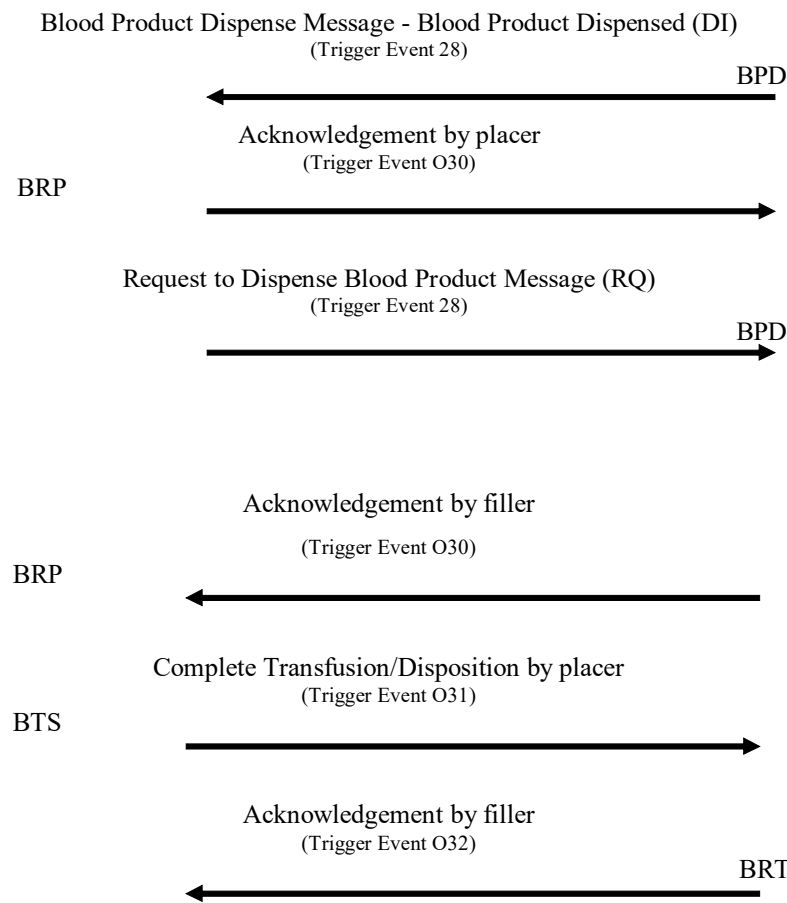 Blood Product Dispense Message - Blood Product Dispensed (DI)
(Trigger Event 28)
BPD
Acknowledgement by placer
(Trigger Event O30)
BRP
Request to Dispense Blood Product Message (RQ)
(Trigger Event 28)
BPD
Acknowledgement by filler
(Trigger Event O30)
BRP
Complete Transfusion/Disposition by placer
(Trigger Event O31)
BTS
Acknowledgement by filler
(Trigger Event O32)
BRT